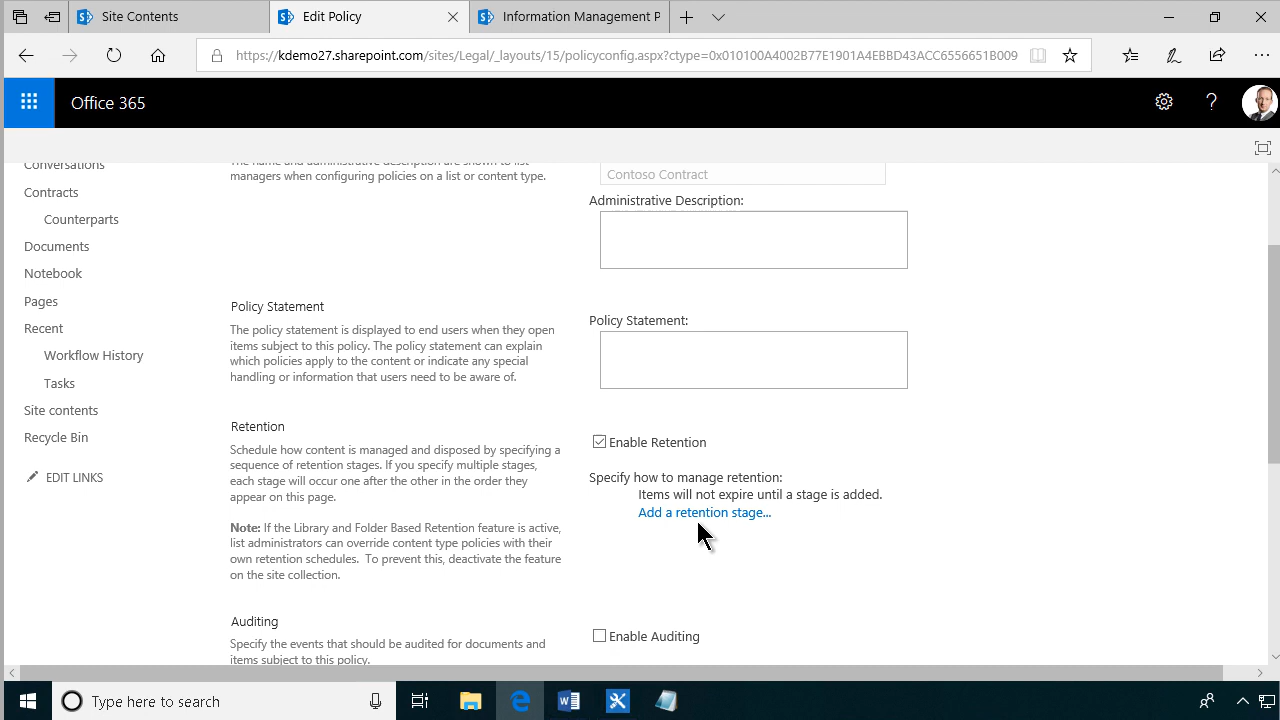 Site Contents
Edit Policy
Information Management P
https://kdemo27.sharepoint.com/sites/Legal/_layouts/15/policyconfig.aspx?ctype=0x010100A4002B77E1901A4EBBD43ACC6556651B009
Office 365
?
Conversations
Contracts
Counterparts
Documents
Notebook
Pages
Recent
Workflow History
Tasks
Site contents
Recycle Bin
EDIT LINKS
The name and administrative description are shown to list
managers when configuring policies on a list or content type.
Contoso Contract
Administrative Description:
Policy Statement
The policy statement is displayed to end users when they open
items subject to this policy. The policy statement can explain
which policies apply to the content or indicate any special
handling or information that users need to be aware of.
Policy Statement:
Retention
Schedule how content is managed and disposed by specifying a
sequence of retention stages. If you specify multiple stages,
each stage will occur one after the other in the order they
appear on this page.
Note: If the Library and Folder Based Retention feature is active,
list administrators can override content type policies with their
own retention schedules. To prevent this, deactivate the feature
on the site collection.
Enable Retention
Specify how to manage retention:
Items will not expire until a stage is added.
Add a retention stage...
Auditing
Specify the events that should be audited for documents and
items subject to this policy.
Enable Auditing
Type here to search